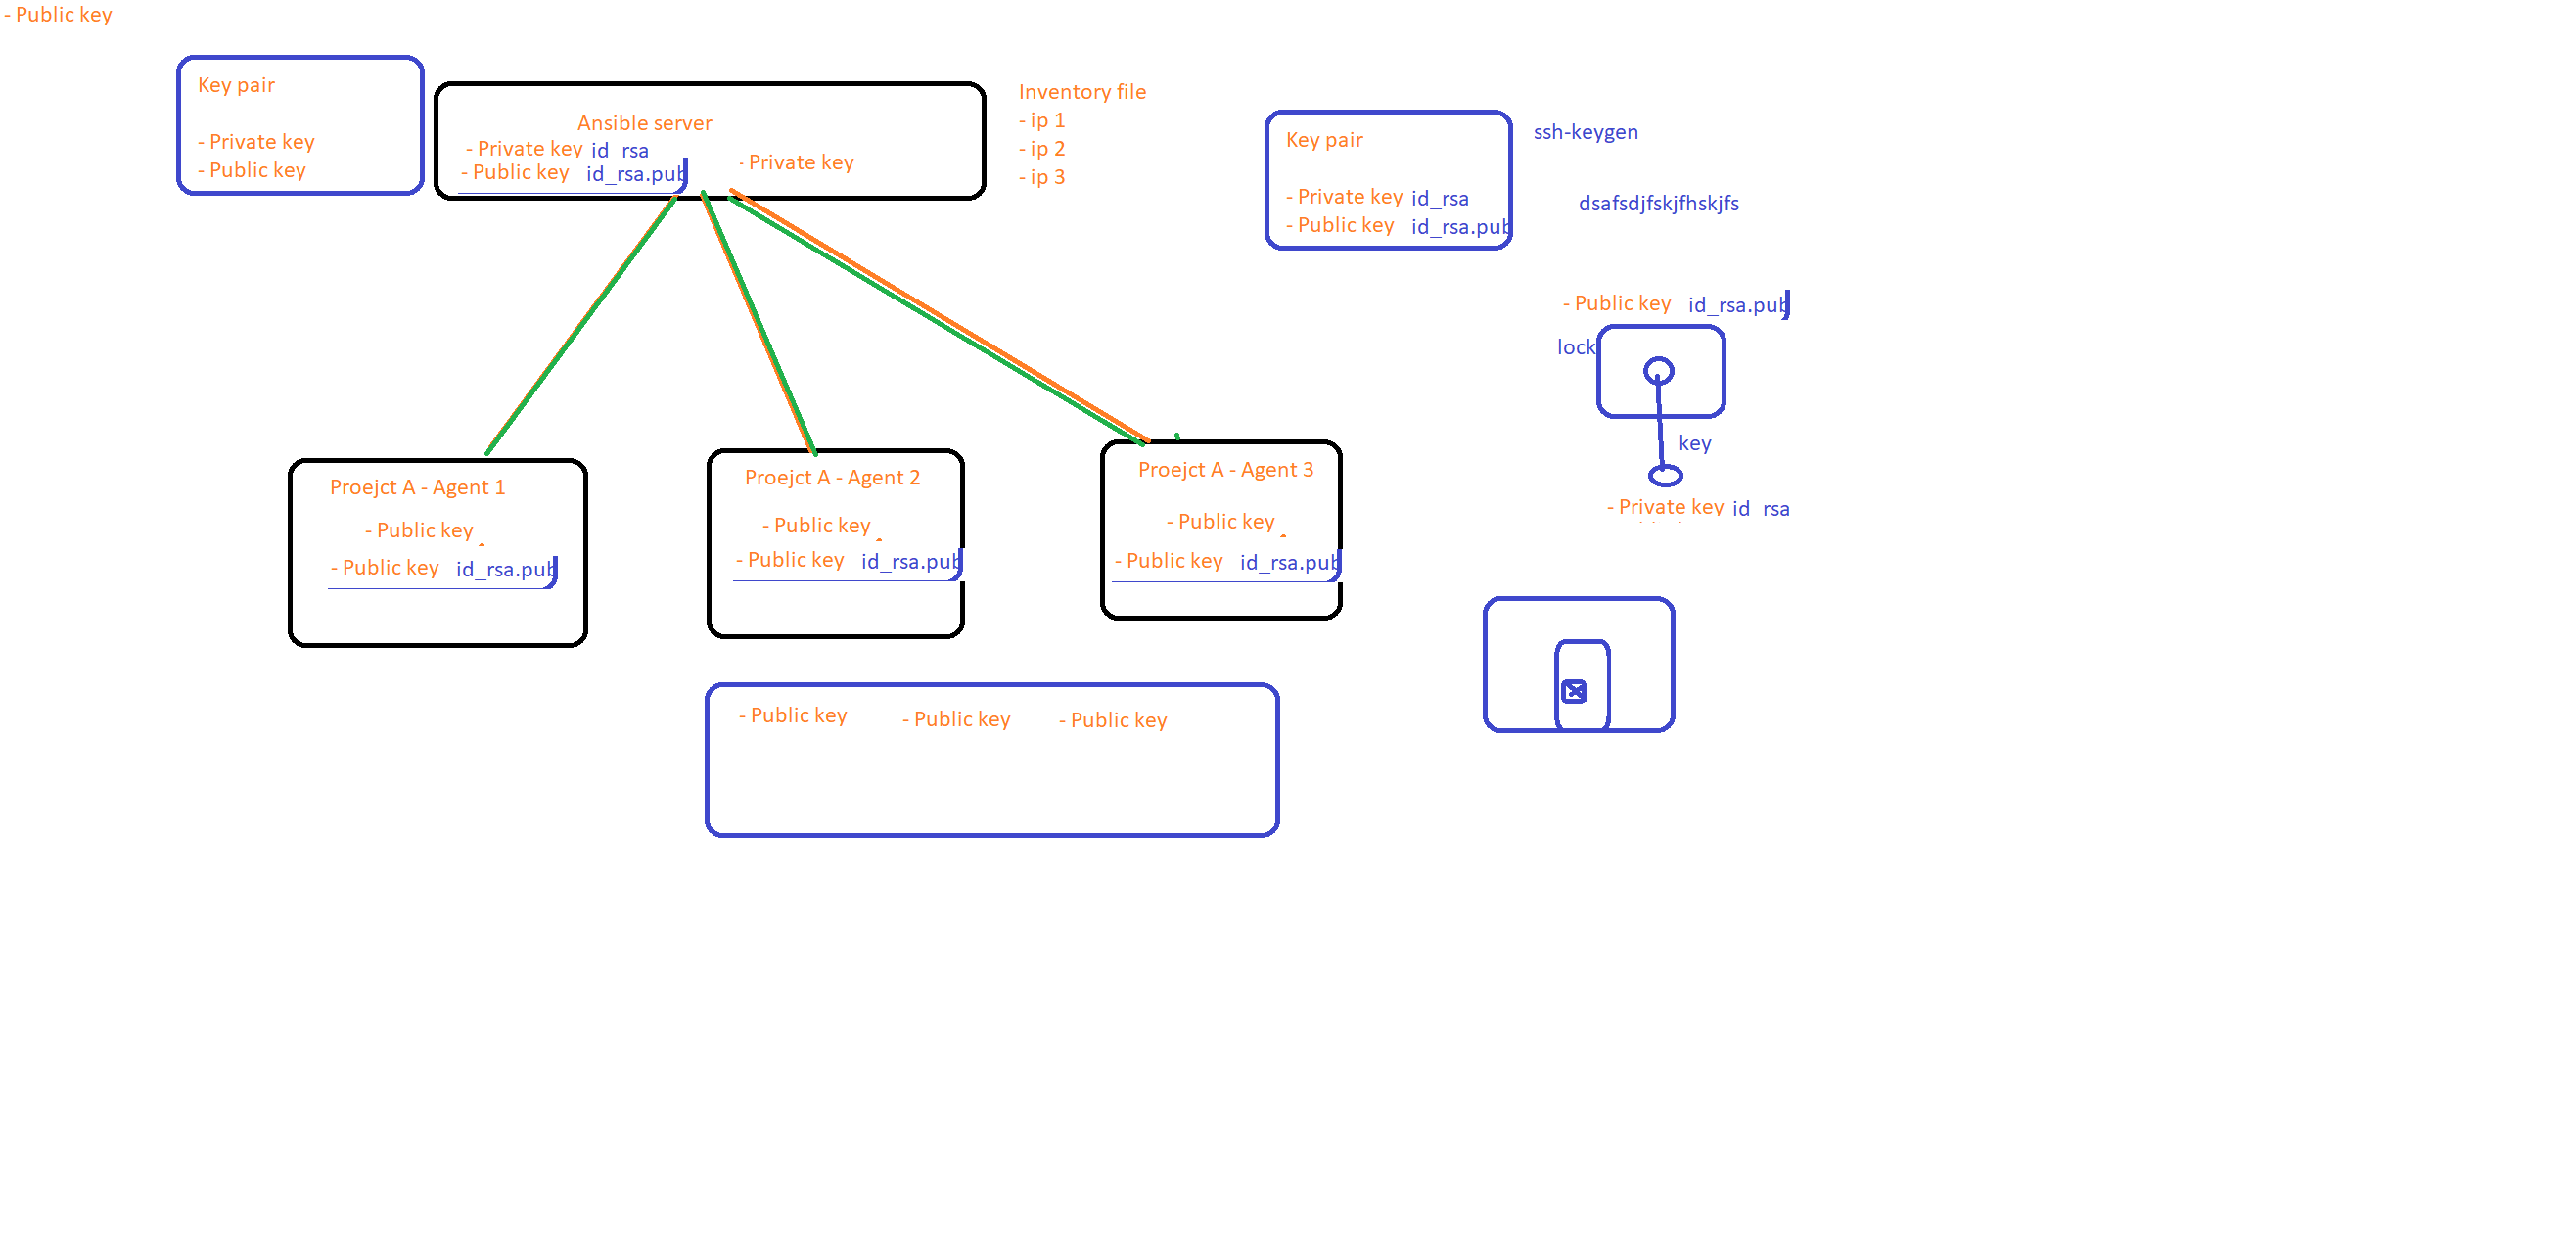 - Public key
Key pair
- Private key
- Public key
Ansible server
- Private key id_rsa
- Public key id_rsa.pub
- Private key
Inventory file
- ip 1
- ip 2
- ip 3
Key pair
- Private key id_rsa
- Public key id_rsa.pub
ssh-keygen
dsafsdjfskjfhskjfs
- Public key id_rsa.pub
lock
key
- Private key id_rsa
Proejct A - Agent 1
- Public key
- Public key id_rsa.pub
Proejct A - Agent 2
- Public key
- Public key id_rsa.pub
Proejct A - Agent 3
- Public key
- Public key id_rsa.pub
- Public key - Public key - Public key